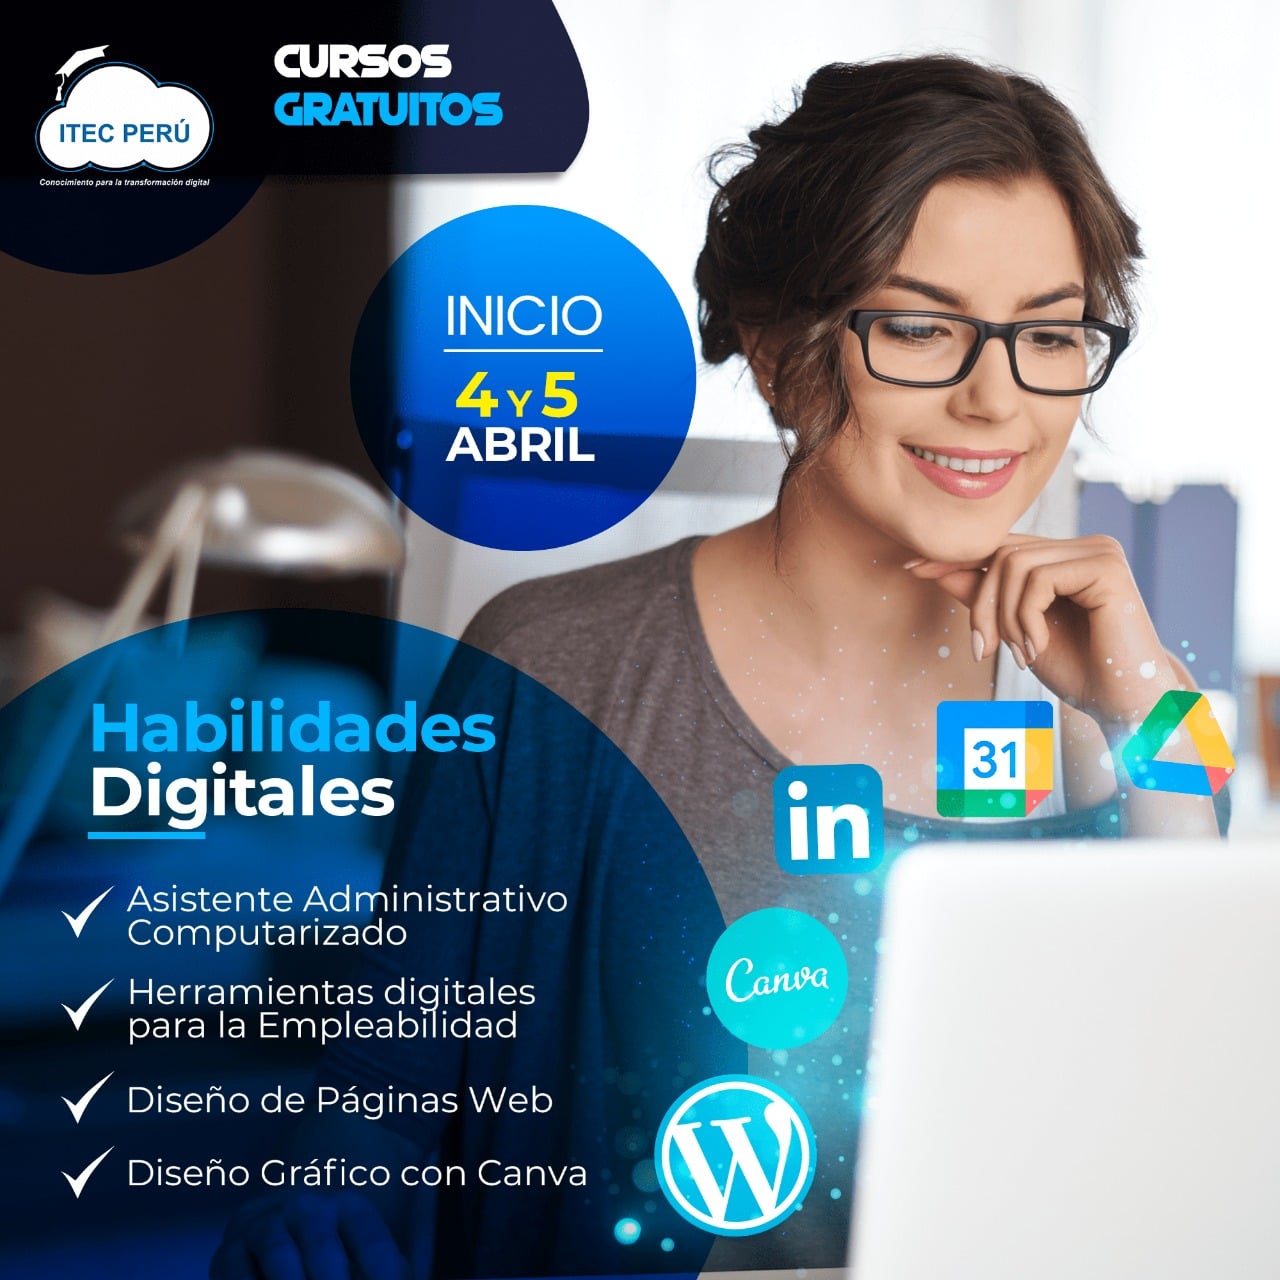 ITEC PERÚ
Conocimiento para la transformación digital
CURSOS
GRATUITOS
INICIO
4 Y 5
ABRIL
Habilidades
Digitales
Asistente Administrativo
Computarizado
Herramientas digitales
para la Empleabilidad
Diseño de Páginas Web
Diseño Gráfico con Canva
31
in
Canva
W